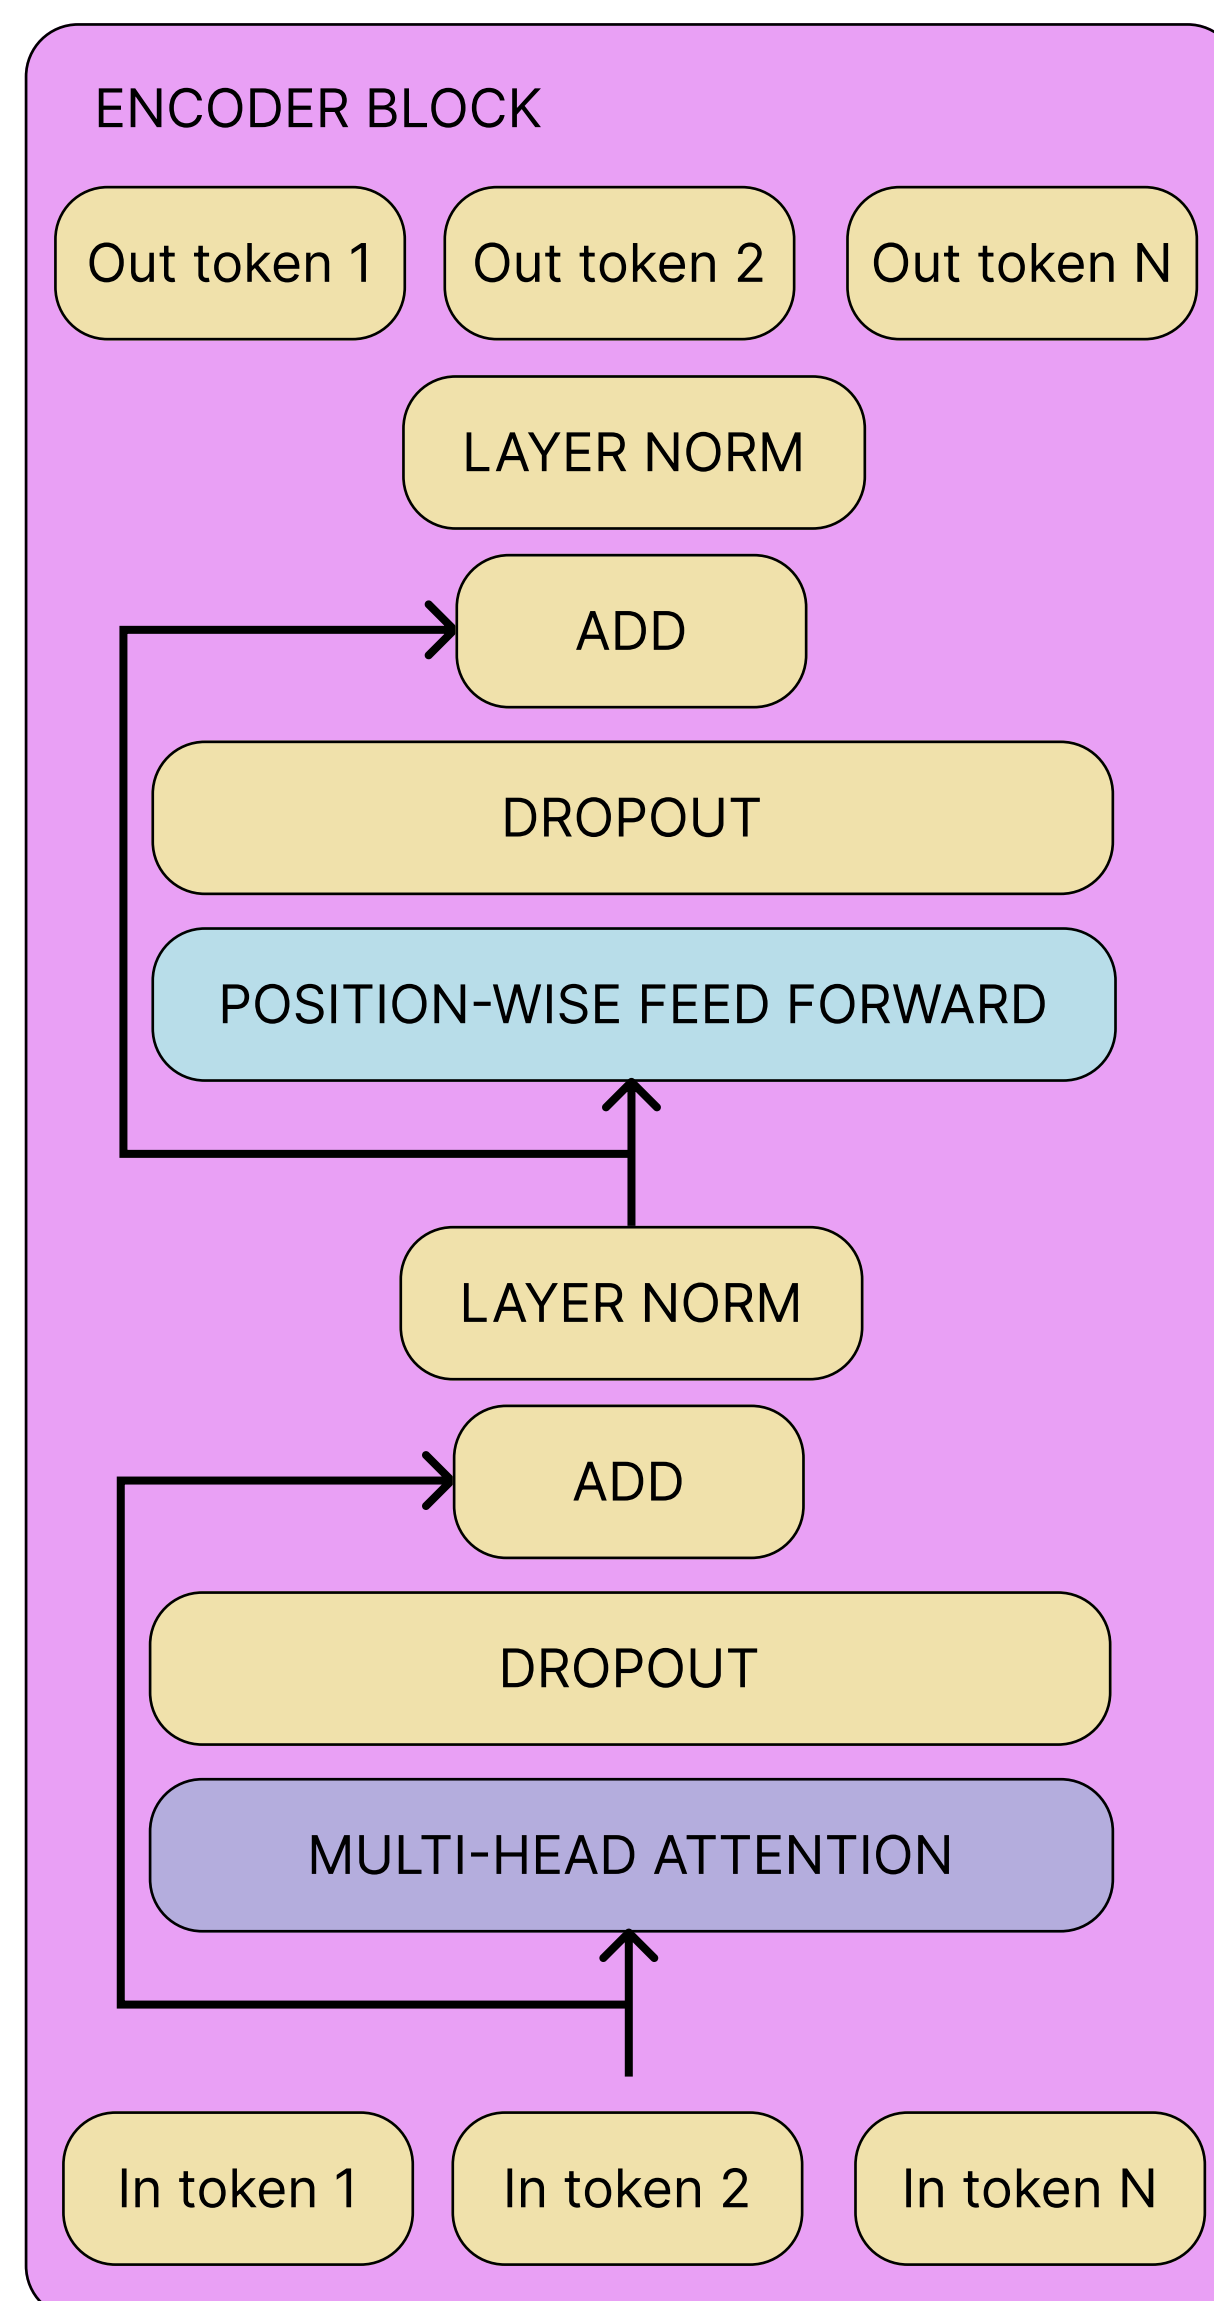 ENCODER BLOCK
Out token 1
Out token 2
Out token N
LAYER NORM
ADD
DROPOUT
POSITION-WISE FEED FORWARD
LAYER NORM
ADD
DROPOUT
MULTI-HEAD ATTENTION
In token 1
In token 2
In token N